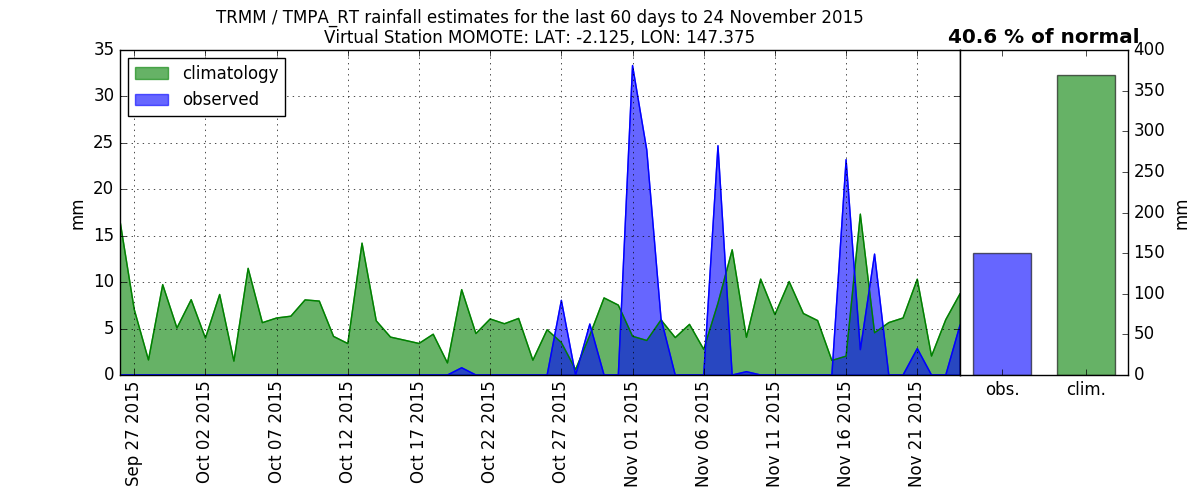 TRMM / TMPA_RT rainfall estimates for the last 60 days to 24 November 2015
Virtual Station MOMOTE: LAT: -2.125, LON: 147.375
40.6 % of normal
climatology
observed
35
30
25
20
15
10
5
0
mm
Sep 27 2015
Oct 02 2015
Oct 07 2015
Oct 12 2015
Oct 17 2015
Oct 22 2015
Oct 27 2015
Nov 01 2015
Nov 06 2015
Nov 11 2015
Nov 16 2015
Nov 21 2015
obs.
clim.
400
350
300
250
200
150
100
50
0
mm